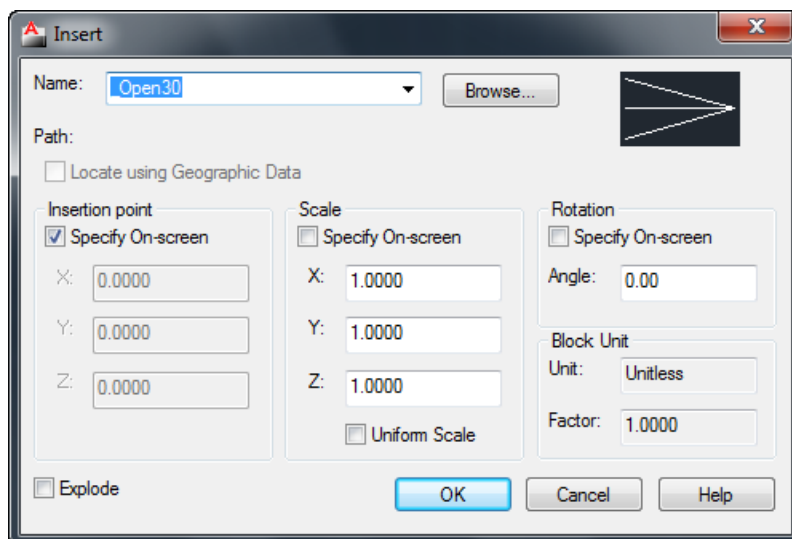 Insert
Name: _Open30 Browse...
Path:
Locate using Geographic Data
Insertion point
Specify On-screen
X: 0.0000
Y: 0.0000
Z: 0.0000
Scale
Specify On-screen
X: 1.0000
Y: 1.0000
Z: 1.0000
Uniform Scale
Rotation
Specify On-screen
Angle: 0.00
Block Unit
Unit: Unitless
Factor: 1.0000
Explode
OK Cancel Help